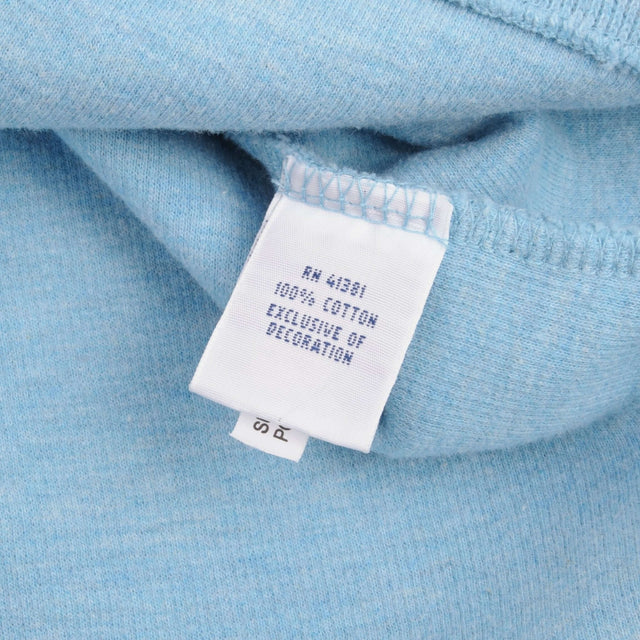 RN 41381
100% COTTON
EXCLUSIVE OF
DECORATION